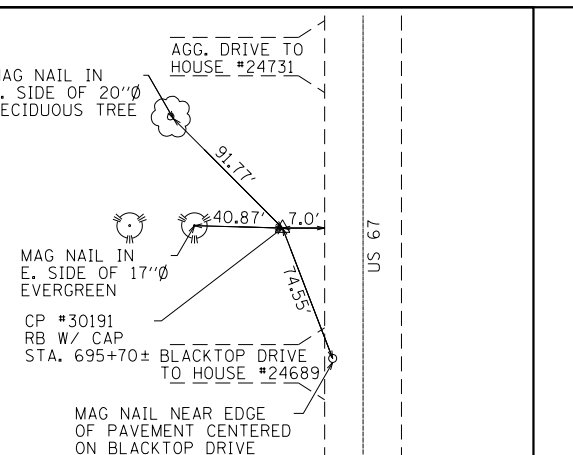 AGG. DRIVE TO
HOUSE #24731
MAG NAIL IN
. SIDE OF 20"Ø
DECIDUOUS TREE
91.77'
40.87'
7.0'
US 67
74.55'
MAG NAIL IN
E. SIDE OF 17"Ø
EVERGREEN
CP #30191
RB W/ CAP
STA. 695+70±
BLACKTOP DRIVE
TO HOUSE #24689
MAG NAIL NEAR EDGE
OF PAVEMENT CENTERED
ON BLACKTOP DRIVE